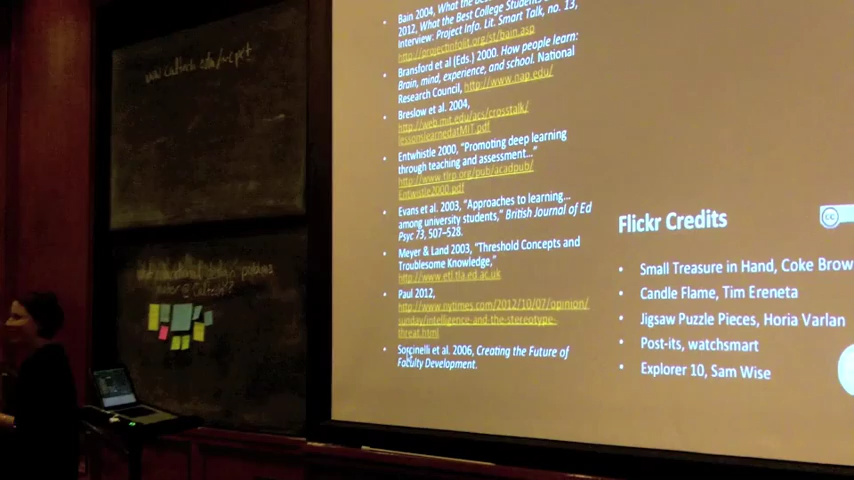 Bain 2004, What the Bes
2012, What the Best College Students
Interview: Project Info. Lit. Smart Talk, no. 13,
http://projectinfolit.org/st/bain.asp
Bransford et al (Eds.) 2000. How people learn:
Brain, mind, experience, and school. National
Research Council, http://www.nap.edu/
Breslow et al. 2004,
http://web.mit.edu/acs/crosstalk/
lessonslearnedatMIT.pdf
Entwhistle 2000, "Promoting deep learning
through teaching and assessment…"
http://www.tlrp.org/pub/acadpub/
Entwistle2000.pdf
Evans et al. 2003, "Approaches to learning…
among university students," British Journal of Ed
Psyc 73, 507–528.
Meyer & Land 2003, "Threshold Concepts and
Troublesome Knowledge,"
http://www.etl.tla.ed.ac.uk
Paul 2012,
http://www.nytimes.com/2012/10/07/opinion/
sunday/intelligence-and-the-stereotype-
threat.html
Sorcinelli et al. 2006, Creating the Future of
Faculty Development.
Flickr Credits
Small Treasure in Hand, Coke Brow
Candle Flame, Tim Ereneta
Jigsaw Puzzle Pieces, Horia Varlan
Post-its, watchsmart
Explorer 10, Sam Wise
cc